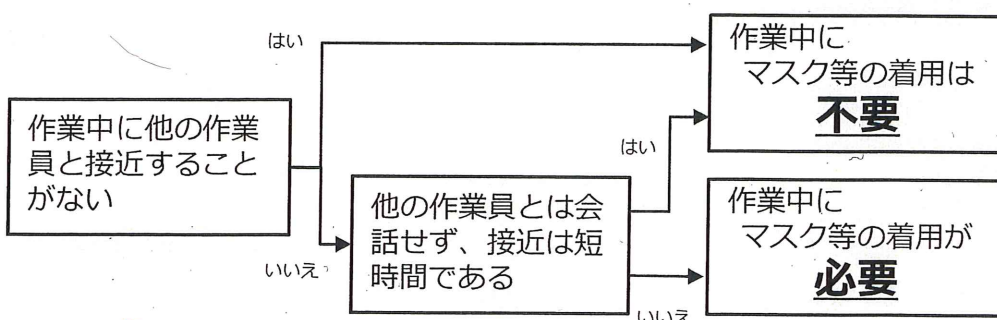 はい
作業中に
マスク等の着用は
不要
作業中に他の作業
員と接近すること
がない
はい
他の作業員とは会
話せず、接近は短
時間である
いいえ
作業中に
マスク等の着用が
必要
いいえ